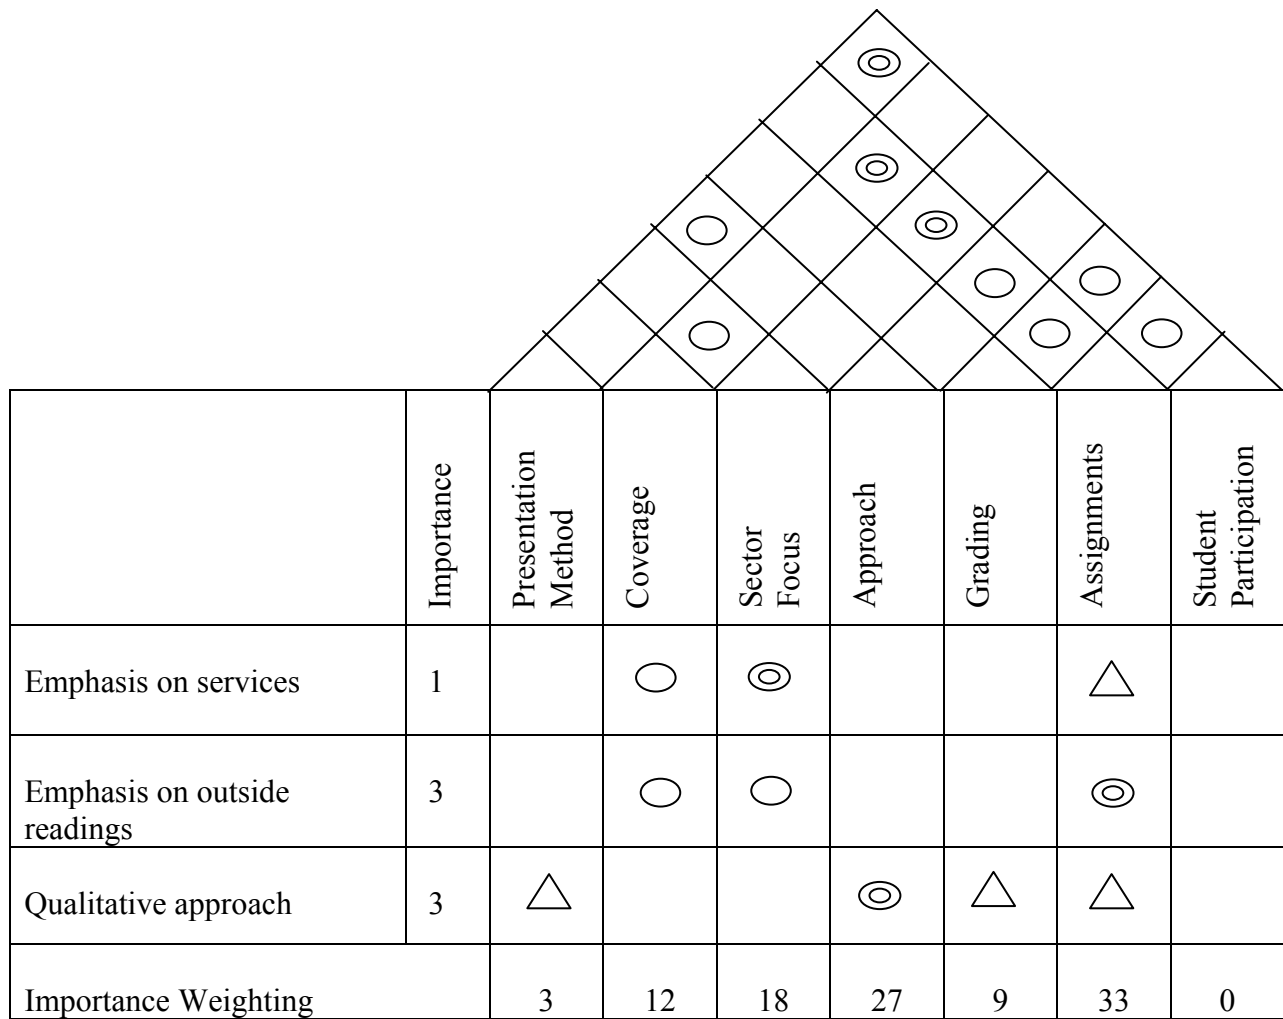 Importance
Presentation
Method
Coverage
Sector
Focus
Approach
Grading
Assignments
Student
Participation
Emphasis on services 1
Emphasis on outside 3
readings
Qualitative approach 3
Importance Weighting 3 12 18 27 9 33 0